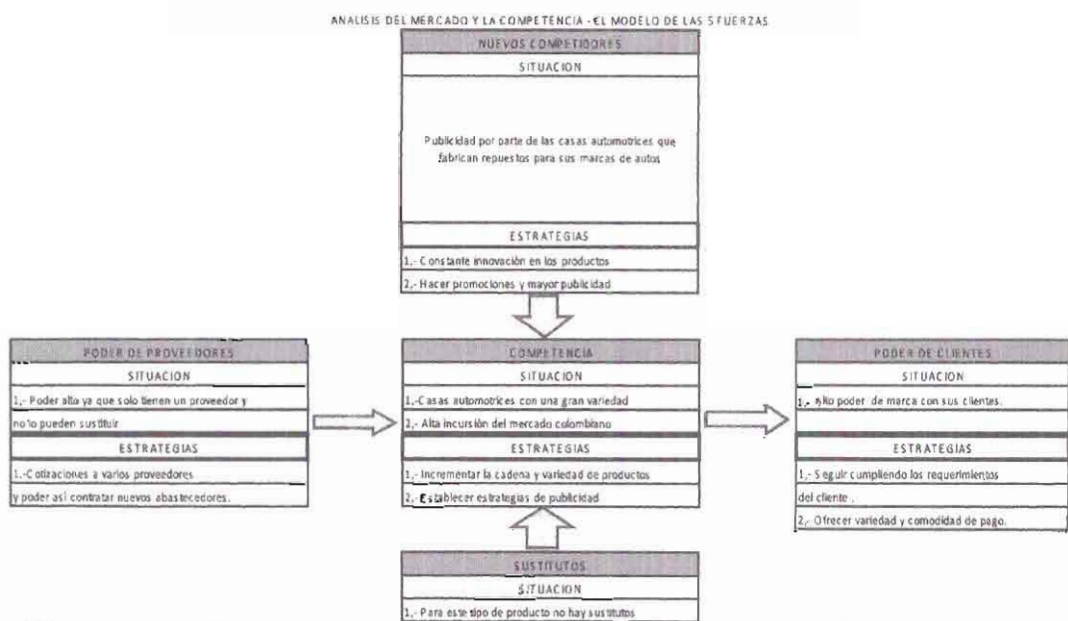 ANALISIS DEL MERCADO Y LA COMPETENCIA - EL MODELO DE LAS 5 FUERZAS
NUEVOS COMPETIDORES
SITUACION
Publicidad por parte de las casas automotrices que
fabrican repuestos para sus marcas de autos
ESTRATEGIAS
1,- Constante innovación en los productos
2,- Hacer promociones y mayor publicidad
PODER DE PROVEEDORES
SITUACION
1,- Poder alto ya que solo tienen un proveedor y
no lo pueden sustituir
ESTRATEGIAS
1.-Cotizaciones a varios proveedores
y poder así contratar nuevos abastecedores.
COMPETENCIA
SITUACION
1,-Casas automotrices con una gran variedad
2,- Alta incursión del mercado colombiano
ESTRATEGIAS
1,- Incrementar la cadena y variedad de productos
2,- Establecer estrategias de publicidad
PODER DE CLIENTES
SITUACION
1,- Alto poder de marca con sus clientes.
ESTRATEGIAS
1,- Seguir cumpliendo los requerimientos
del cliente .
2,- Ofrecer variedad y comodidad de pago.
SUSTITUTOS
SITUACION
1,- Para este tipo de producto no hay sustitutos